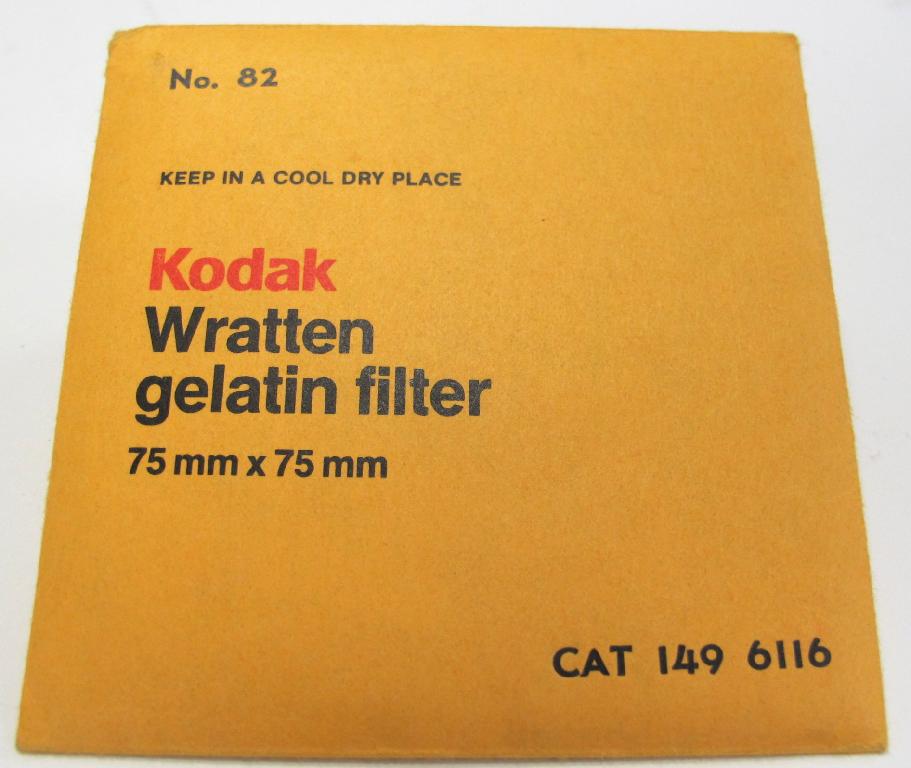 No. 82
KEEP IN A COOL DRY PLACE
Kodak
Wratten
gelatin filter
75 mm x 75 mm
CAT 149 6116